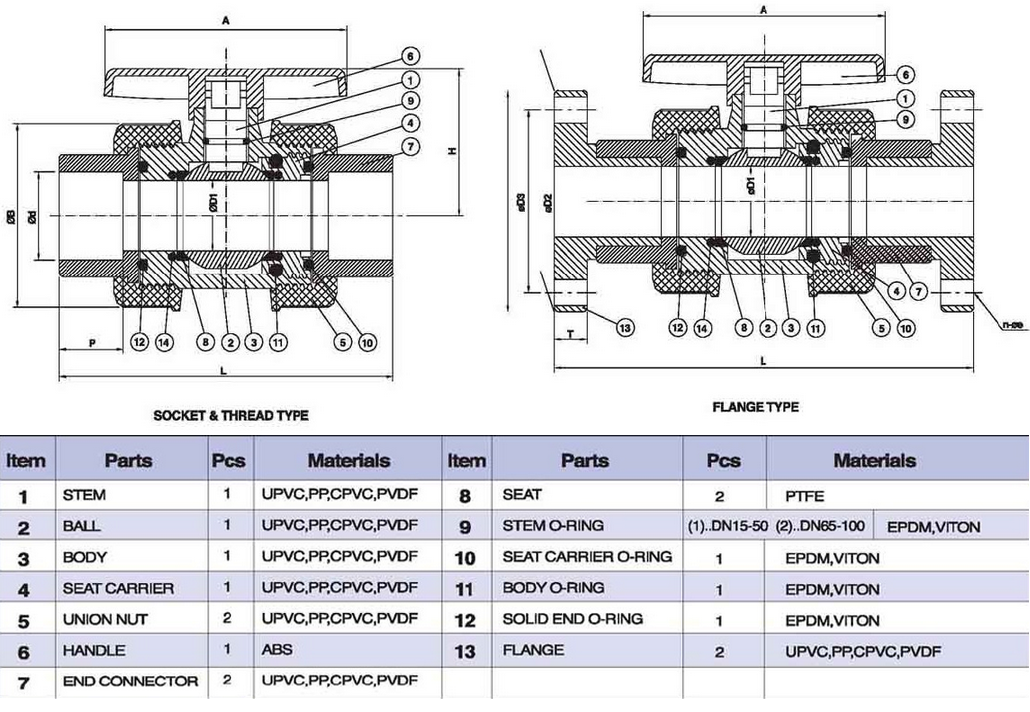 A
A
6
1
9
4
7
H
ØB
Ød
ØD1
12
14
8
2
3
11
5
10
P
L
SOCKET & THREAD TYPE
6
1
9
øD3
øD2
øD1
4
7
12
14
8
2
3
11
5
10
13
T
n-øe
L
FLANGE TYPE
Item Parts Pcs Materials Item Parts Pcs Materials
1 STEM 1 UPVC,PP,CPVC,PVDF 8 SEAT 2 PTFE
2 BALL 1 UPVC,PP,CPVC,PVDF 9 STEM O-RING (1)..DN15-50 (2)..DN65-100 EPDM,VITON
3 BODY 1 UPVC,PP,CPVC,PVDF 10 SEAT CARRIER O-RING 1 EPDM,VITON
4 SEAT CARRIER 1 UPVC,PP,CPVC,PVDF 11 BODY O-RING 1 EPDM,VITON
5 UNION NUT 2 UPVC,PP,CPVC,PVDF 12 SOLID END O-RING 1 EPDM,VITON
6 HANDLE 1 ABS 13 FLANGE 2 UPVC,PP,CPVC,PVDF
7 END CONNECTOR 2 UPVC,PP,CPVC,PVDF